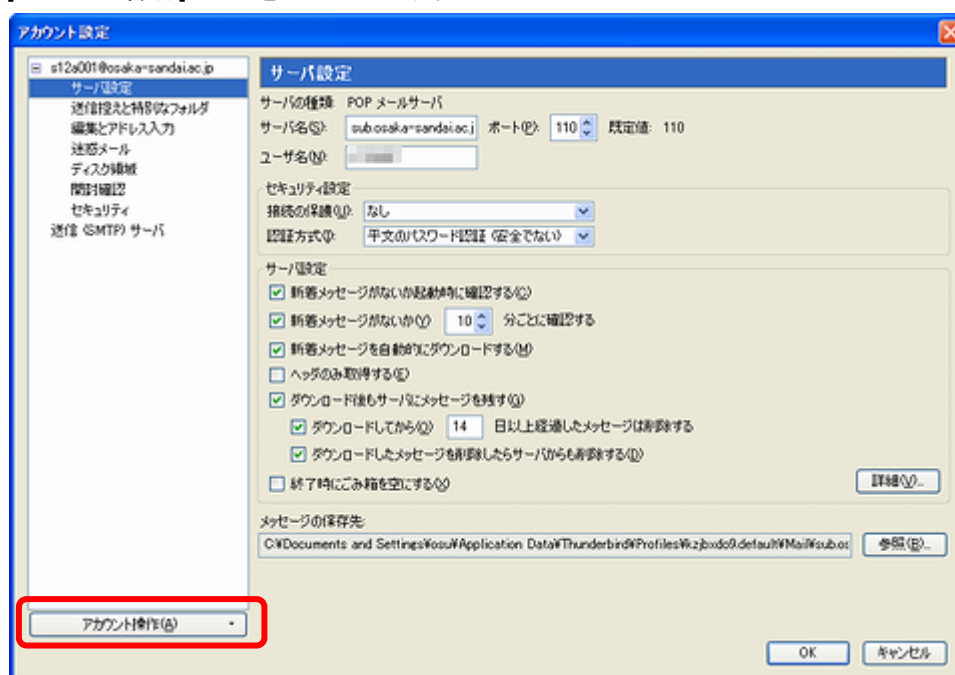 アカウント設定
s12a001@osaka-sandai.ac.jp
サーバ設定
送信控えと特別なフォルダ
編集とアドレス入力
迷惑メール
ディスク領域
開封確認
セキュリティ
送信 (SMTP) サーバ
アカウント操作(A)
サーバ設定
サーバの種類: POP メールサーバ
サーバ名(S): sub.osaka-sandai.ac.j ポート(P): 110 既定値: 110
ユーザ名(N):
セキュリティ設定
接続の保護(U): なし
認証方式(I): 平文のパスワード認証 (安全でない)
サーバ設定
新着メッセージがないか起動時に確認する(C)
新着メッセージがないか(Y) 10 分ごとに確認する
新着メッセージを自動的にダウンロードする(M)
ヘッダのみ取得する(E)
ダウンロード後もサーバにメッセージを残す(G)
ダウンロードしてから(O) 14 日以上経過したメッセージは削除する
ダウンロードしたメッセージを削除したらサーバからも削除する(D)
終了時にごみ箱を空にする(X)
詳細(V)...
メッセージの保存先:
C:¥Documents and Settings¥osu¥Application Data¥Thunderbird¥Profiles¥kzjbxdo9.default¥Mail¥sub.os 参照(B)...
OK キャンセル